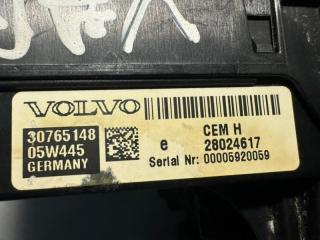 VOLVO
30765148
05W445
GERMANY
CEM H
e 28024617
Serial Nr: 00005920059